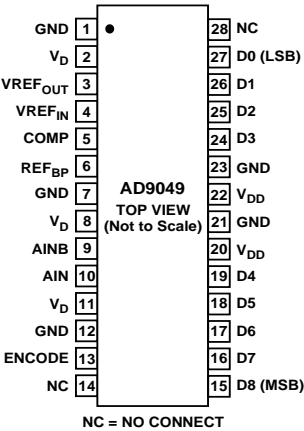 GND 1 28 NC
VD 2 27 D0 (LSB)
VREFOUT 3 26 D1
VREFIN 4 25 D2
COMP 5 24 D3
REFBP 6 23 GND
GND 7 AD9049 22 VDD
VD 8 TOP VIEW 21 GND
(Not to Scale)
AINB 9 20 VDD
AIN 10 19 D4
VD 11 18 D5
GND 12 17 D6
ENCODE 13 16 D7
NC 14 15 D8 (MSB)
NC = NO CONNECT